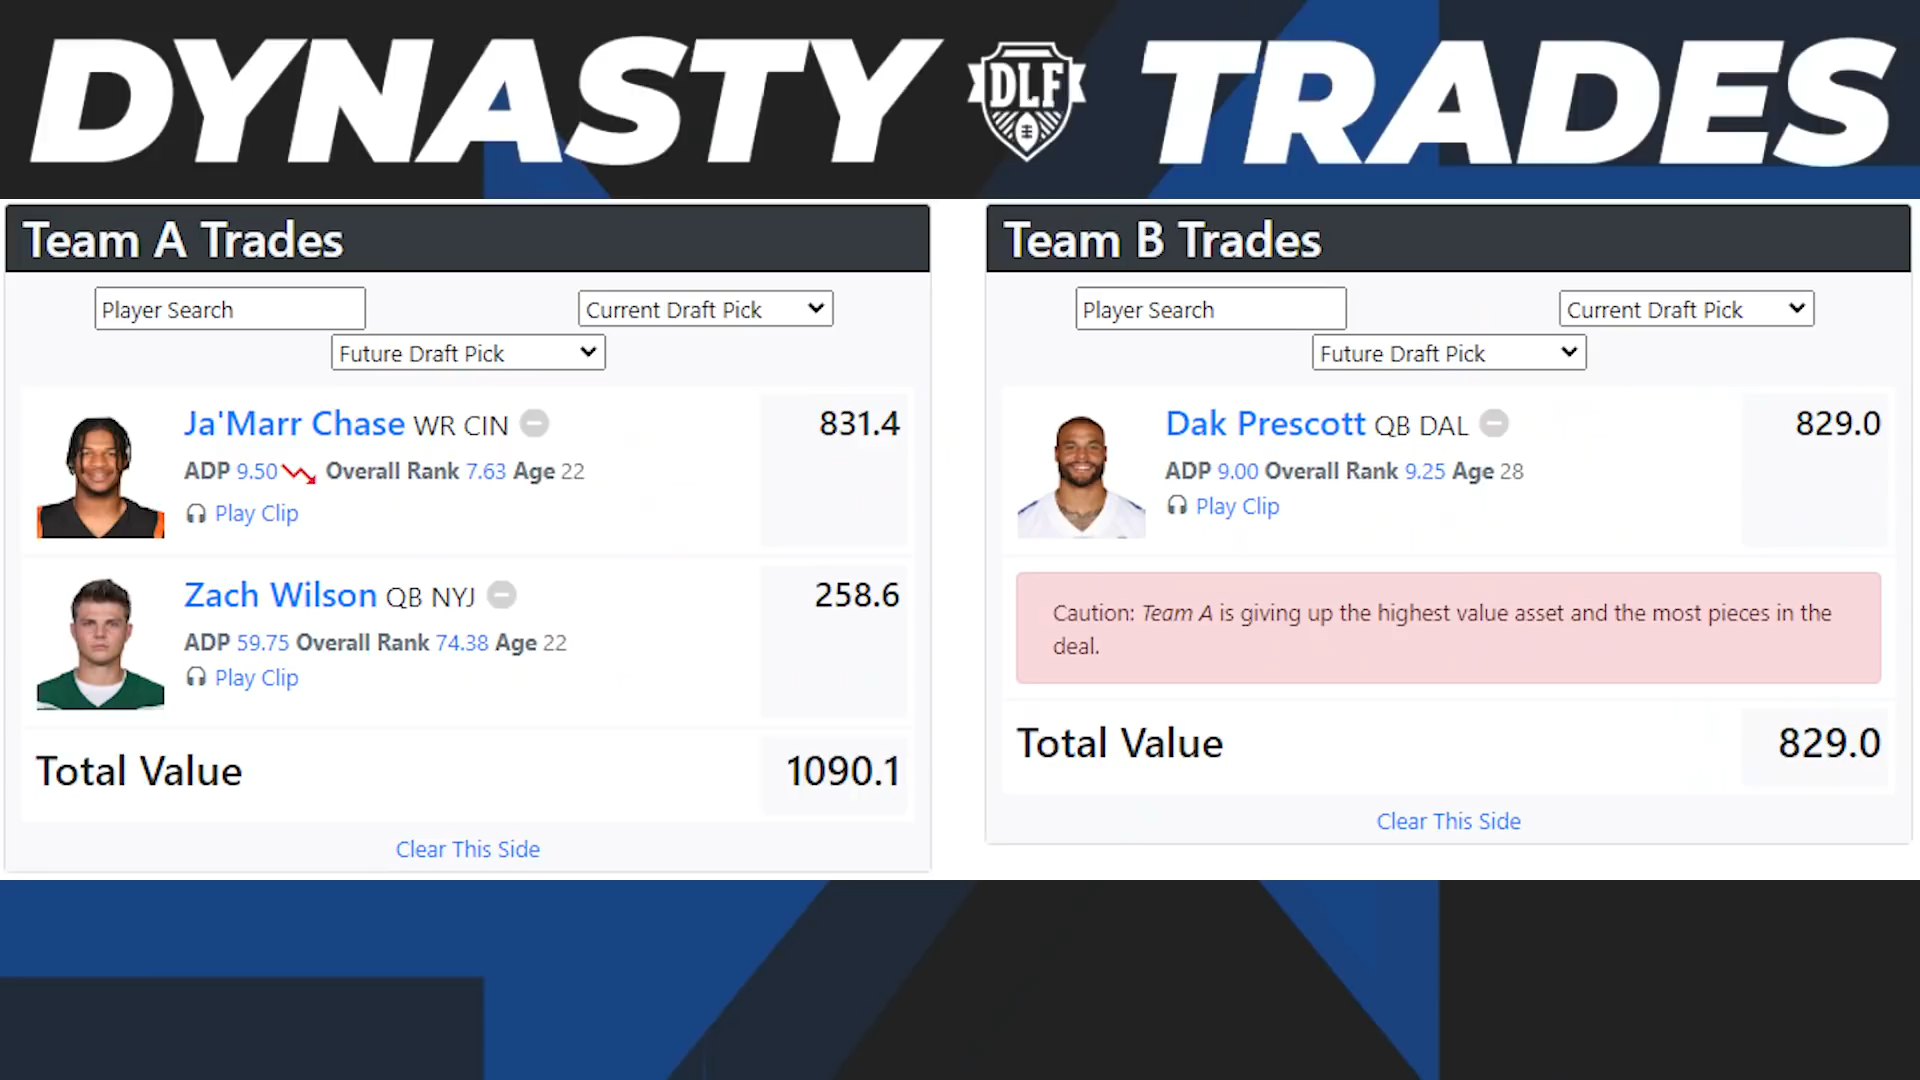 DYNASTY DLF TRADES
Team A Trades
Player Search
Current Draft Pick
Future Draft Pick
Ja'Marr Chase WR CIN
831.4
ADP 9.50 Overall Rank 7.63 Age 22
Play Clip
Zach Wilson QB NYJ
258.6
ADP 59.75 Overall Rank 74.38 Age 22
Play Clip
Total Value
1090.1
Clear This Side
Team B Trades
Player Search
Current Draft Pick
Future Draft Pick
Dak Prescott QB DAL
829.0
ADP 9.00 Overall Rank 9.25 Age 28
Play Clip
Caution: Team A is giving up the highest value asset and the most pieces in the
deal.
Total Value
829.0
Clear This Side